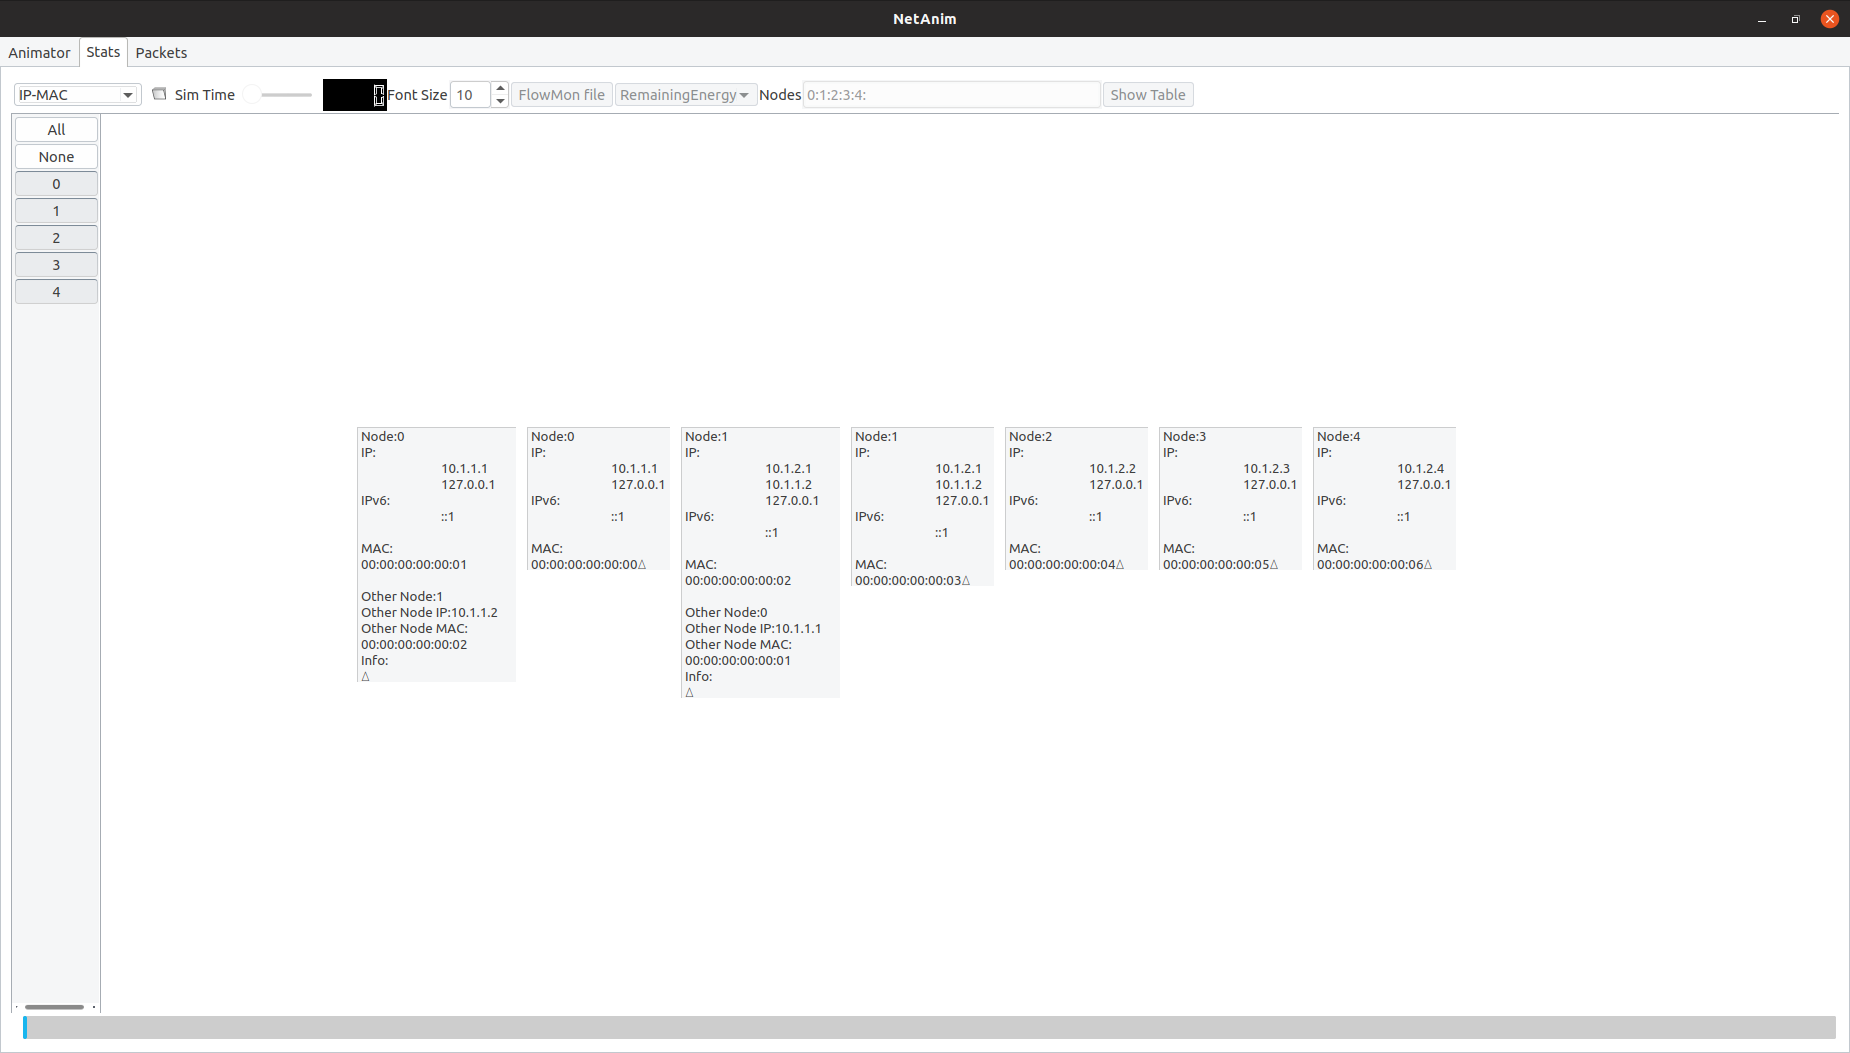 NetAnim
Animator Stats Packets
IP-MAC Sim Time 0 Font Size 10 FlowMon file RemainingEnergy Nodes 0:1:2:3:4: Show Table
All
None
0
1
2
3
4
Node:0
IP:
10.1.1.1
127.0.0.1
IPv6:
::1
MAC:
00:00:00:00:00:01
Other Node:1
Other Node IP:10.1.1.2
Other Node MAC:
00:00:00:00:00:02
Info:
Node:0
IP:
10.1.1.1
127.0.0.1
IPv6:
::1
MAC:
00:00:00:00:00:00
Node:1
IP:
10.1.2.1
10.1.1.2
127.0.0.1
IPv6:
::1
MAC:
00:00:00:00:00:02
Other Node:0
Other Node IP:10.1.1.1
Other Node MAC:
00:00:00:00:00:01
Info:
Node:1
IP:
10.1.2.1
10.1.1.2
127.0.0.1
IPv6:
::1
MAC:
00:00:00:00:00:03
Node:2
IP:
10.1.2.2
127.0.0.1
IPv6:
::1
MAC:
00:00:00:00:00:04
Node:3
IP:
10.1.2.3
127.0.0.1
IPv6:
::1
MAC:
00:00:00:00:00:05
Node:4
IP:
10.1.2.4
127.0.0.1
IPv6:
::1
MAC:
00:00:00:00:00:06